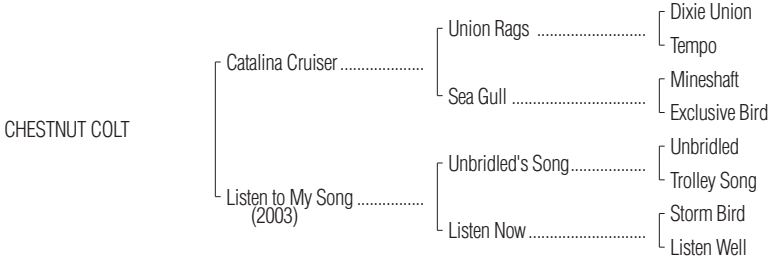 Dixie Union
Union Rags ..........................
Tempo
Catalina Cruiser ....................
Mineshaft
Sea Gull ................................
Exclusive Bird
CHESTNUT COLT
Unbridled
Unbridled's Song..................
Trolley Song
Listen to My Song ................
(2003)
Storm Bird
Listen Now............................
Listen Well